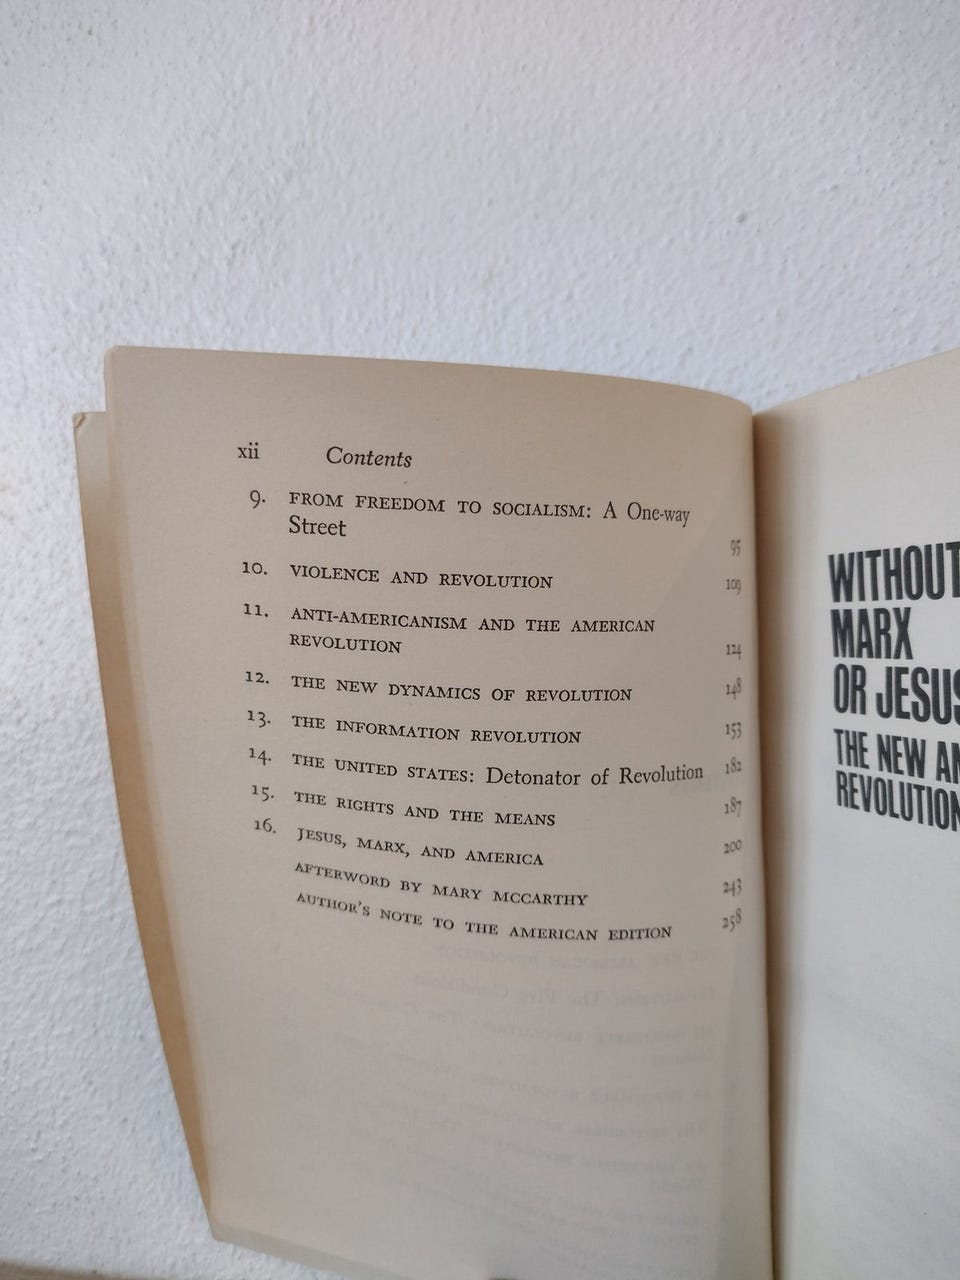 xii Contents
9. FROM FREEDOM TO SOCIALISM: A One-way
Street 95
10. VIOLENCE AND REVOLUTION 109
11. ANTI-AMERICANISM AND THE AMERICAN
REVOLUTION 124
12. THE NEW DYNAMICS OF REVOLUTION 148
13. THE INFORMATION REVOLUTION 153
14. THE UNITED STATES: Detonator of Revolution 182
15. THE RIGHTS AND THE MEANS 187
16. JESUS, MARX, AND AMERICA 200
AFTERWORD BY MARY MCCARTHY 243
AUTHOR'S NOTE TO THE AMERICAN EDITION 258
WITHOUT
MARX
OR JESUS
THE NEW AM
REVOLUTION